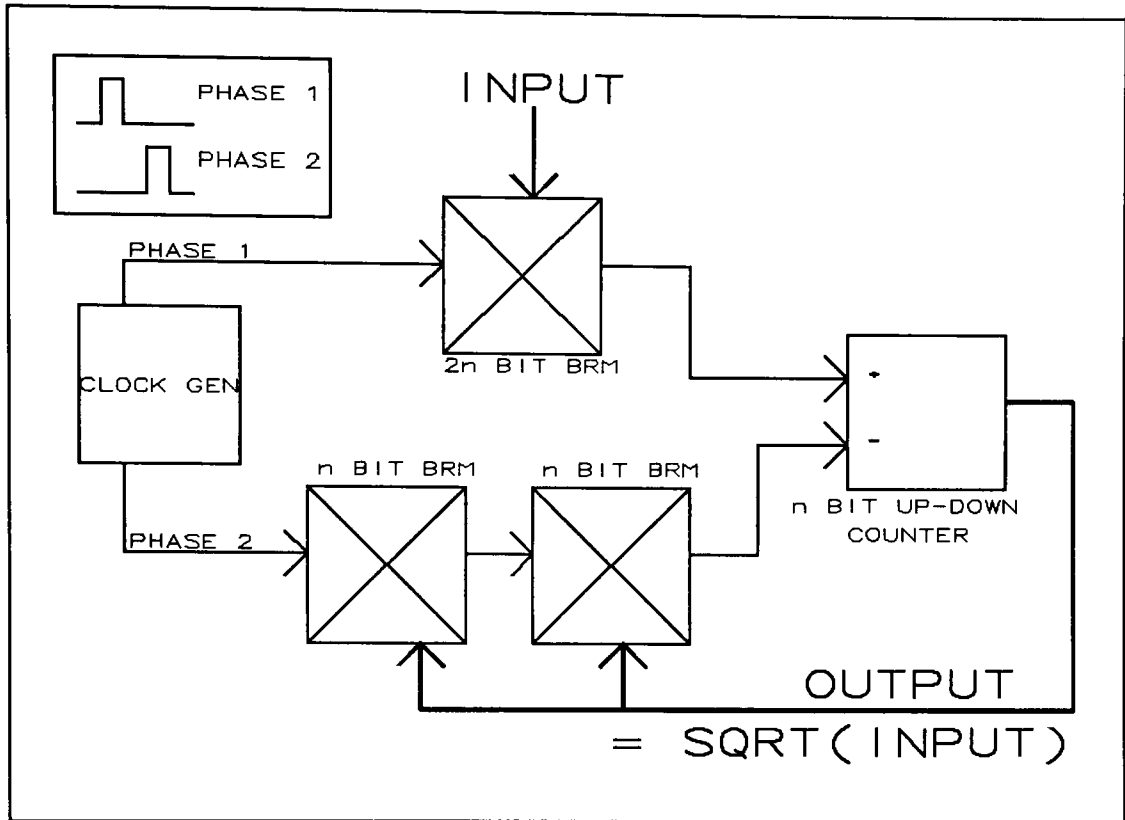 PHASE 1
PHASE 2
INPUT
PHASE 1
2n BIT BRM
CLOCK GEN
+
-
n BIT BRM
n BIT BRM
n BIT UP-DOWN
COUNTER
PHASE 2
OUTPUT
= SQRT(INPUT)